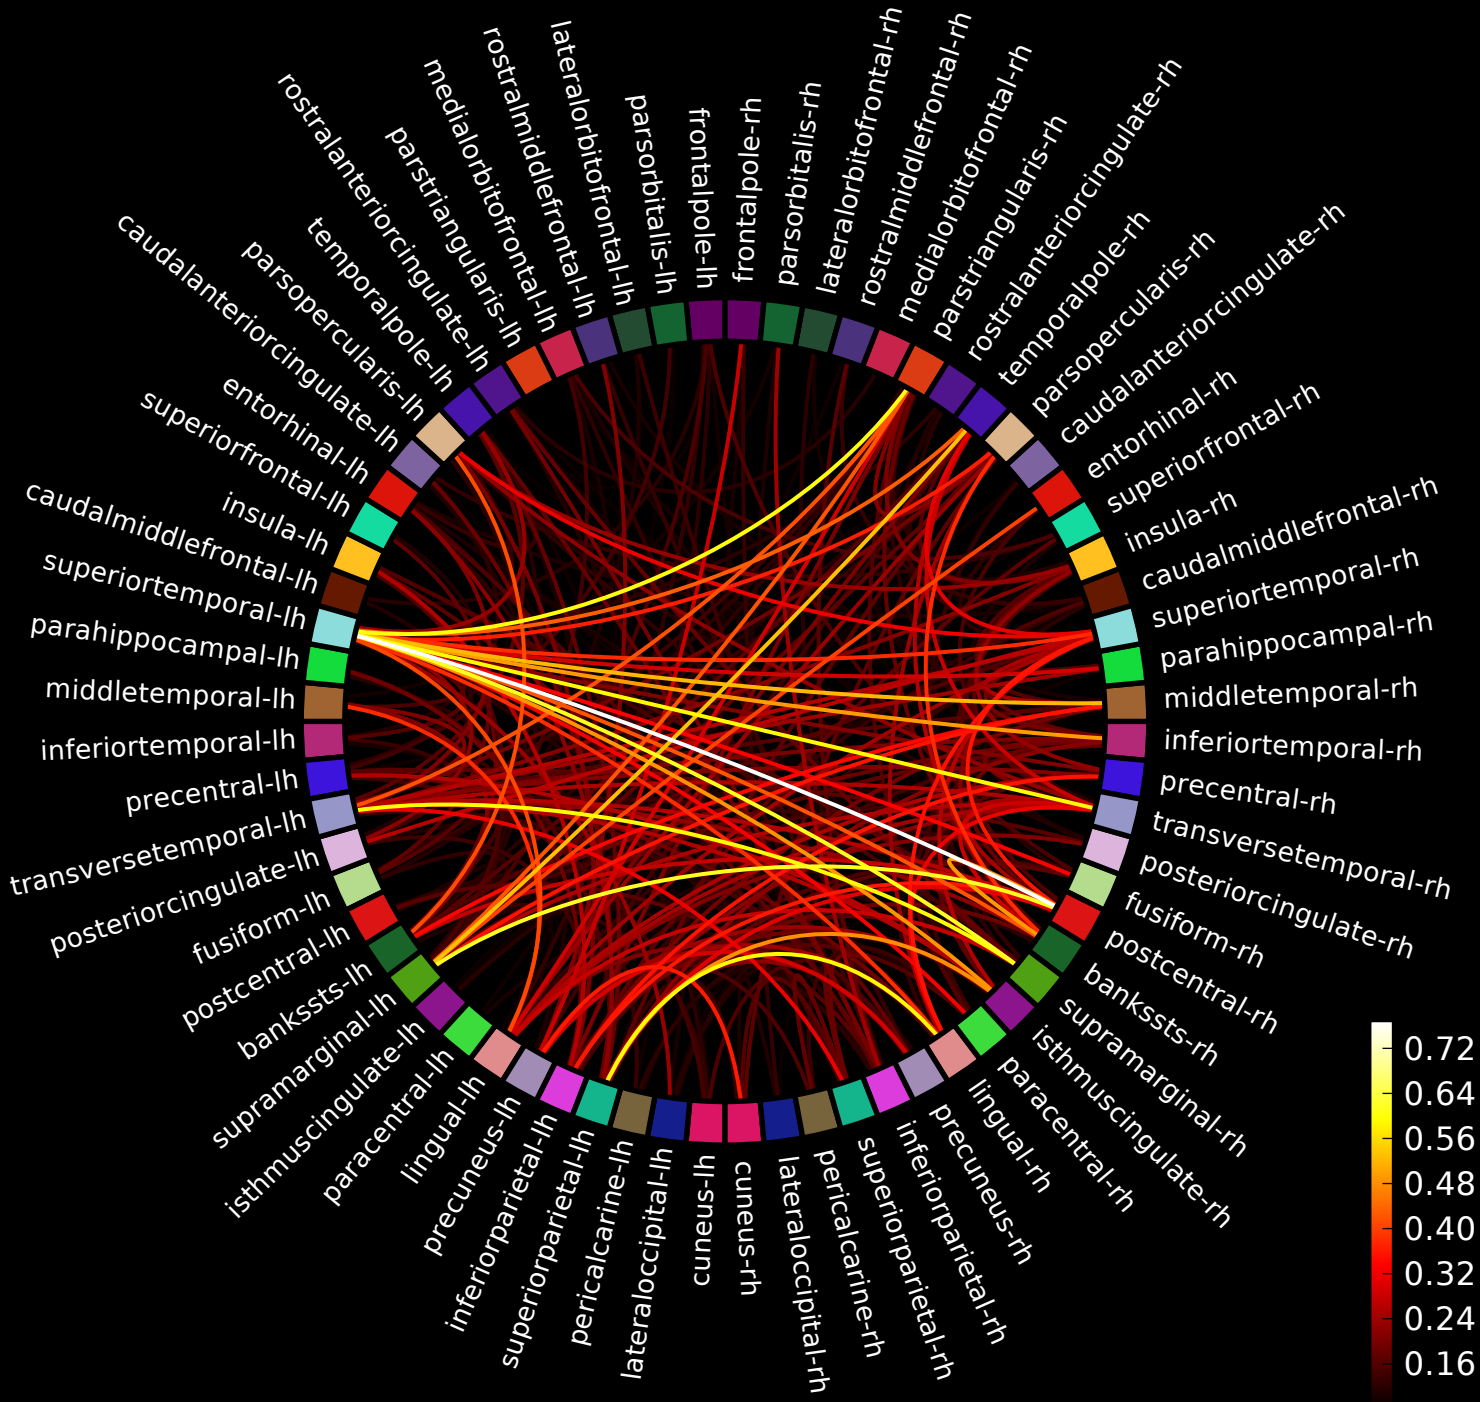 frontalpole-lh
frontalpole-rh
parsorbitalis-rh
lateralorbitofrontal-rh
rostralmiddlefrontal-rh
medialorbitofrontal-rh
parstriangularis-rh
rostralanteriorcingulate-rh
temporalpole-rh
parsopercularis-rh
caudalanteriorcingulate-rh
entorhinal-rh
superiorfrontal-rh
insula-rh
caudalmiddlefrontal-rh
superiortemporal-rh
parahippocampal-rh
middletemporal-rh
inferiortemporal-rh
precentral-rh
transversetemporal-rh
posteriorcingulate-rh
fusiform-rh
postcentral-rh
bankssts-rh
supramarginal-rh
isthmuscingulate-rh
paracentral-rh
lingual-rh
precuneus-rh
inferiorparietal-rh
superiorparietal-rh
pericalcarine-rh
lateraloccipital-rh
cuneus-rh
cuneus-lh
lateraloccipital-lh
pericalcarine-lh
superiorparietal-lh
inferiorparietal-lh
precuneus-lh
lingual-lh
paracentral-lh
isthmuscingulate-lh
supramarginal-lh
bankssts-lh
postcentral-lh
fusiform-lh
posteriorcingulate-lh
transversetemporal-lh
precentral-lh
inferiortemporal-lh
middletemporal-lh
parahippocampal-lh
superiortemporal-lh
caudalmiddlefrontal-lh
insula-lh
superiorfrontal-lh
entorhinal-lh
caudalanteriorcingulate-lh
parsopercularis-lh
temporalpole-lh
rostralanteriorcingulate-lh
parstriangularis-lh
medialorbitofrontal-lh
rostralmiddlefrontal-lh
lateralorbitofrontal-lh
parsorbitalis-lh
0.72
0.64
0.56
0.48
0.40
0.32
0.24
0.16